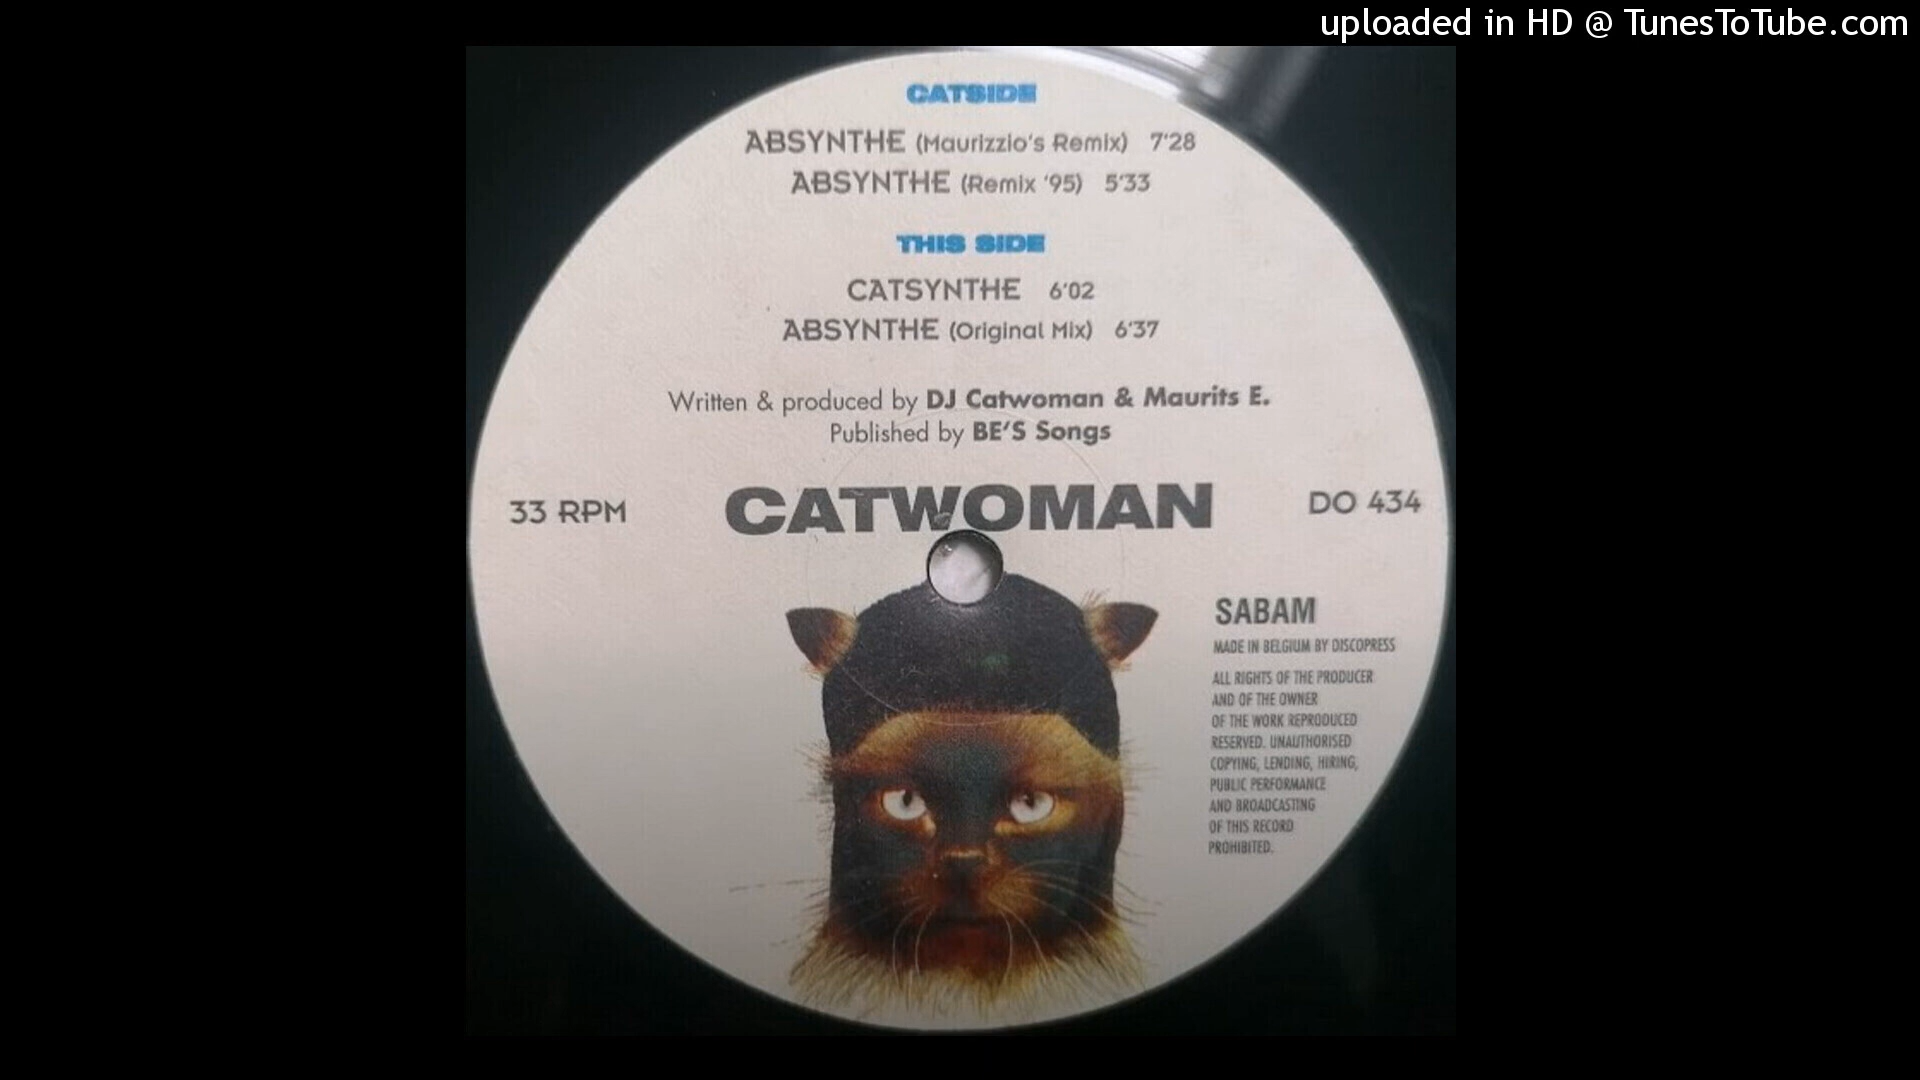 uploaded in HD @ TunesToTube.com
CATSIDE
ABSYNTHE (Maurizzio's Remix) 7'28
ABSYNTHE (Remix '95) 5'33
THIS SIDE
CATSYNTHE 6'02
ABSYNTHE (Original Mix) 6'37
Written & produced by DJ Catwoman & Maurits E.
Published by BE'S Songs
33 RPM
CATWOMAN
DO 434
SABAM
MADE IN BELGIUM BY DISCOPRESS
ALL RIGHTS OF THE PRODUCER
AND OF THE OWNER
OF THE WORK REPRODUCED
RESERVED. UNAUTHORISED
COPYING, LENDING, HIRING,
PUBLIC PERFORMANCE
AND BROADCASTING
OF THIS RECORD
PROHIBITED.